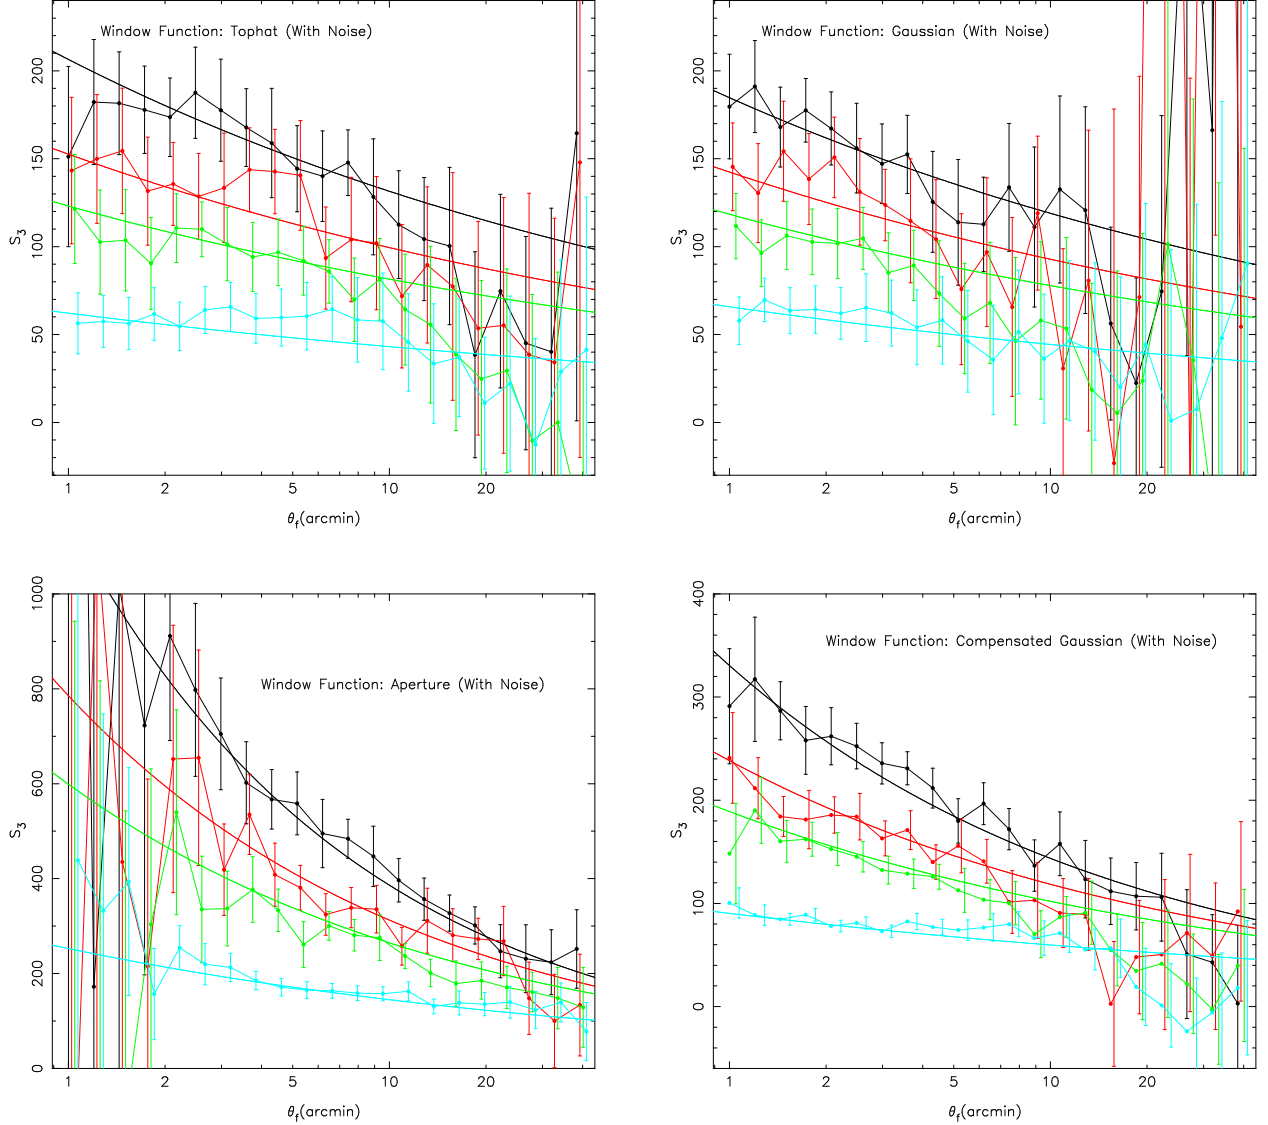 Window Function: Tophat (With Noise)
200
150
100
50
0
S3
1 2 5 10 20
θf(arcmin)
Window Function: Gaussian (With Noise)
200
150
100
50
0
S3
1 2 5 10 20
θf(arcmin)
Window Function: Aperture (With Noise)
1000
800
600
400
200
0
S3
1 2 5 10 20
θf(arcmin)
Window Function: Compensated Gaussian (With Noise)
400
300
200
100
0
S3
1 2 5 10 20
θf(arcmin)